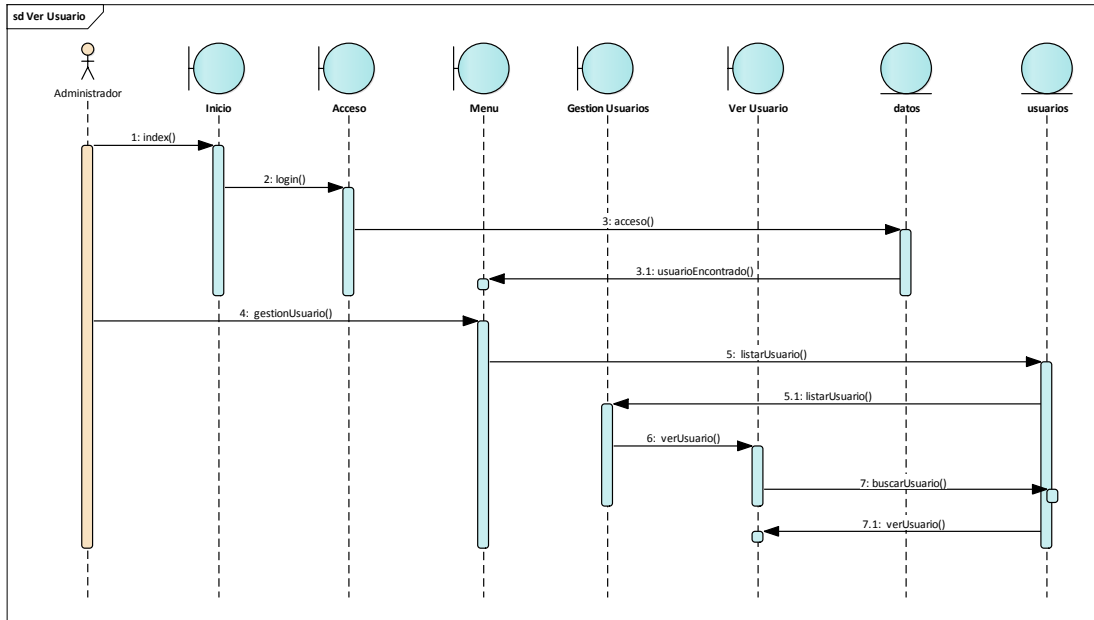 sd Ver Usuario
Administrador
Inicio
Acceso
Menu
Gestion Usuarios
Ver Usuario
datos
usuarios
1: index()
2: login()
3: acceso()
3.1: usuarioEncontrado()
4: gestionUsuario()
5: listarUsuario()
5.1: listarUsuario()
6: verUsuario()
7: buscarUsuario()
7.1: verUsuario()